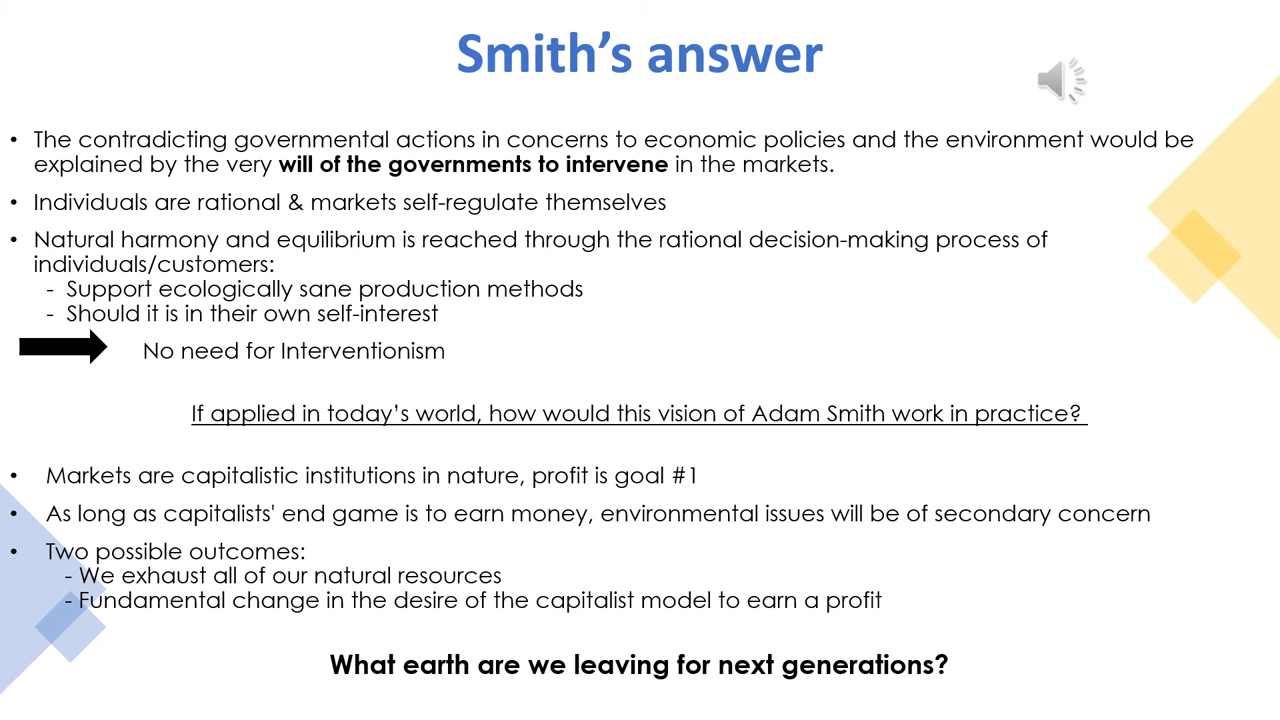 Smith’s answer
• The contradicting governmental actions in concerns to economic policies and the environment would be
explained by the very will of the governments to intervene in the markets.
• Individuals are rational & markets self-regulate themselves
• Natural harmony and equilibrium is reached through the rational decision-making process of
individuals/customers:
- Support ecologically sane production methods
- Should it is in their own self-interest
No need for Interventionism
If applied in today’s world, how would this vision of Adam Smith work in practice?
• Markets are capitalistic institutions in nature, profit is goal #1
• As long as capitalists' end game is to earn money, environmental issues will be of secondary concern
• Two possible outcomes:
- We exhaust all of our natural resources
- Fundamental change in the desire of the capitalist model to earn a profit
What earth are we leaving for next generations?